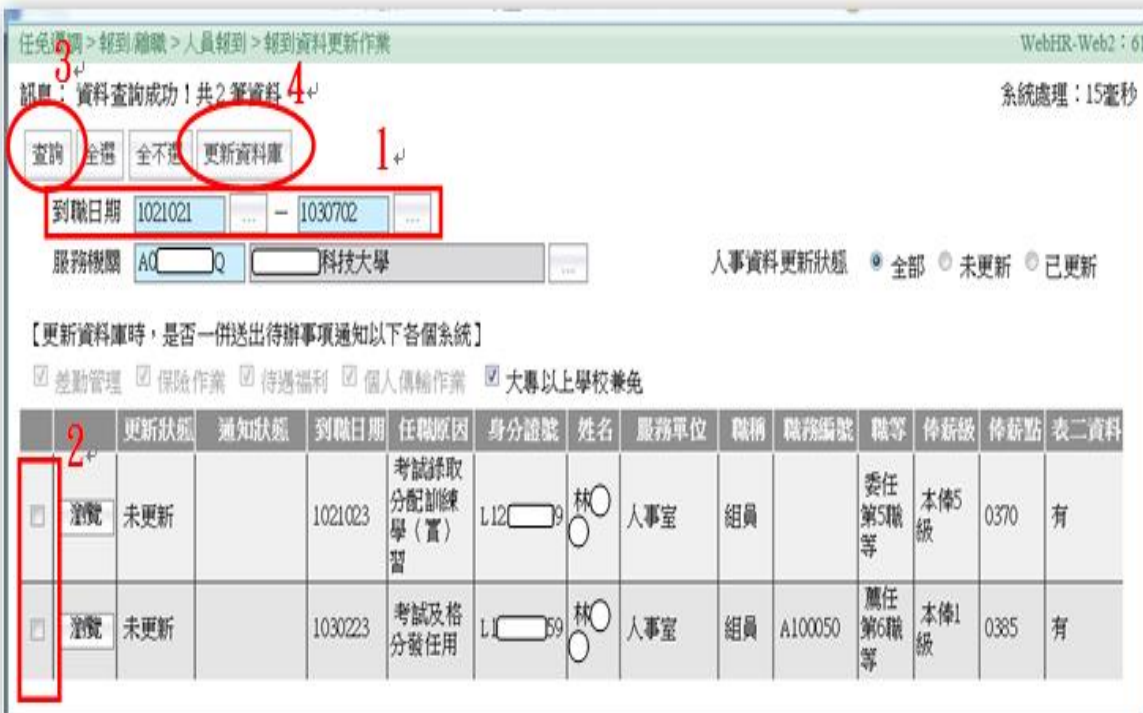 任免遷調>報到/離職>人員報到>報到資料更新作業 WebHR-Web2：61
3
訊息： 資料查詢成功！共2 筆資料 4 系統處理：15毫秒
查詢 全選 全不選 更新資料庫 1
到職日期 1021021 ... － 1030702 ...
服務機關 A0 Q 科技大學 ... 人事資料更新狀態 全部 未更新 已更新
【更新資料庫時，是否一併送出待辦事項通知以下各個系統】
差勤管理 保險作業 待遇福利 個人傳輸作業 大專以上學校兼免
2 更新狀態 通知狀態 到職日期 任職原因 身分證號 姓名 服務單位 職稱 職務編號 職等 俸薪級 俸薪點 表二資料
瀏覽 未更新 1021023 考試錄取分配訓練學（實）習 L12 9 林 人事室 組員 委任第5職等 本俸5級 0370 有
瀏覽 未更新 1030223 考試及格分發任用 L1 59 林 人事室 組員 A100050 薦任第6職等 本俸1級 0385 有